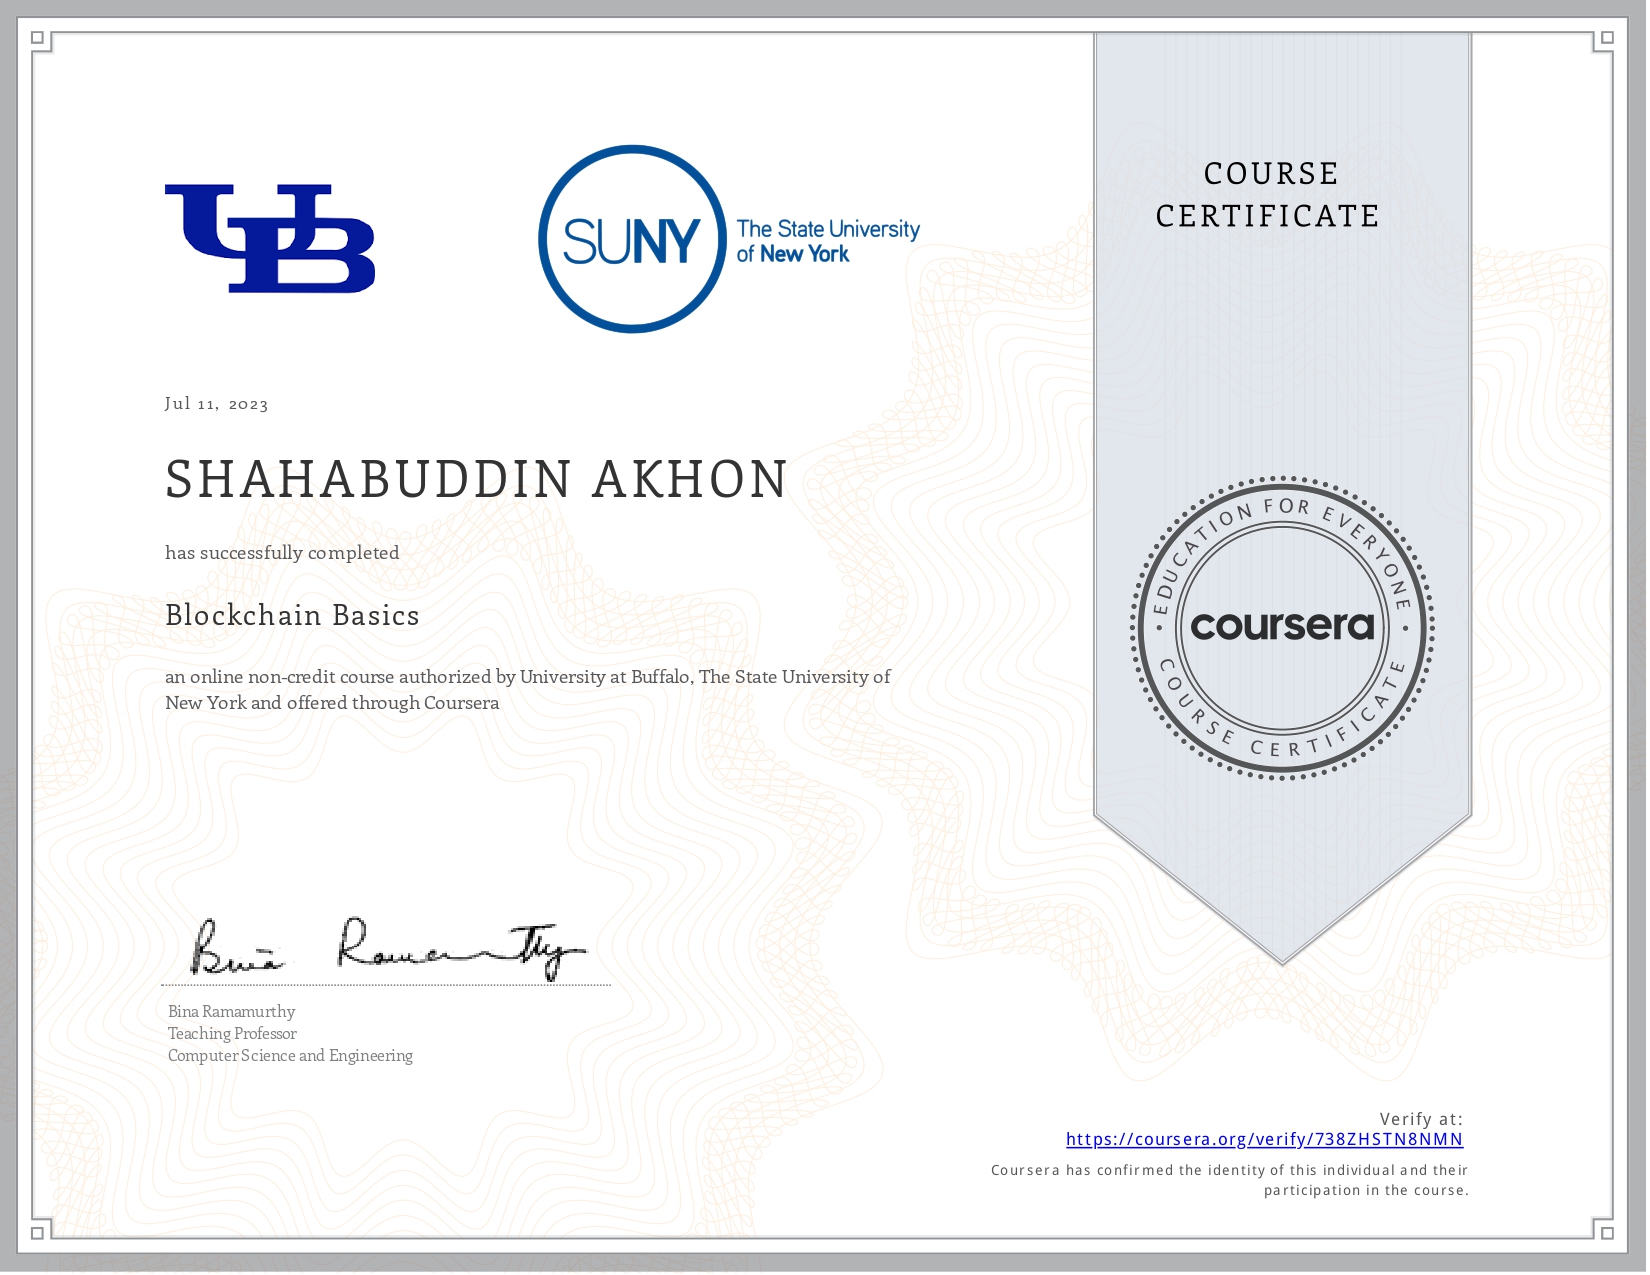 UB
SUNY
The State University
of New York
COURSE
CERTIFICATE
Jul 11, 2023
SHAHABUDDIN AKHON
has successfully completed
Blockchain Basics
an online non-credit course authorized by University at Buffalo, The State University of
New York and offered through Coursera
• EDUCATION FOR EVERYONE •
coursera
COURSE CERTIFICATE
Bina Ramamurthy
Bina Ramamurthy
Teaching Professor
Computer Science and Engineering
Verify at:
https://coursera.org/verify/738ZHSTN8NMN
Coursera has confirmed the identity of this individual and their
participation in the course.